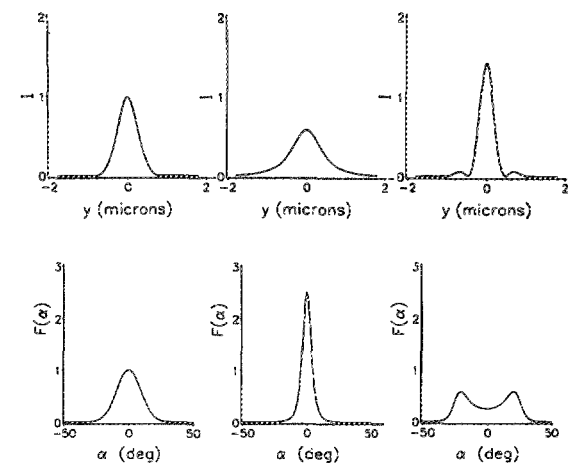 2 2 2
I I I
1 1 1
0 0 0
-2 0 2 -2 0 2 -2 0 2
y (microns) y (microns) y (microns)
3 3
F(α) F(α) F(α)
2 2 2
1 1 1
0 0 0
-50 0 50 -50 0 50 -50 0 50
α (deg) α (deg) α (deg)